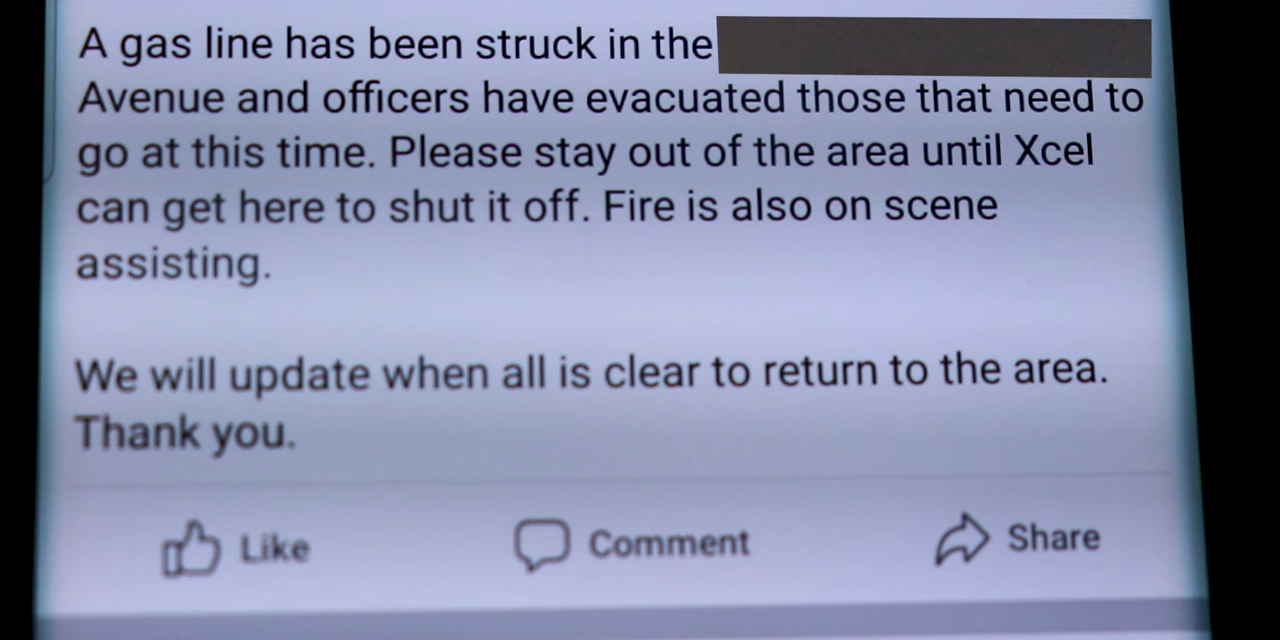 A gas line has been struck in the
Avenue and officers have evacuated those that need to
go at this time. Please stay out of the area until Xcel
can get here to shut it off. Fire is also on scene
assisting.
We will update when all is clear to return to the area.
Thank you.
Like
Comment
Share